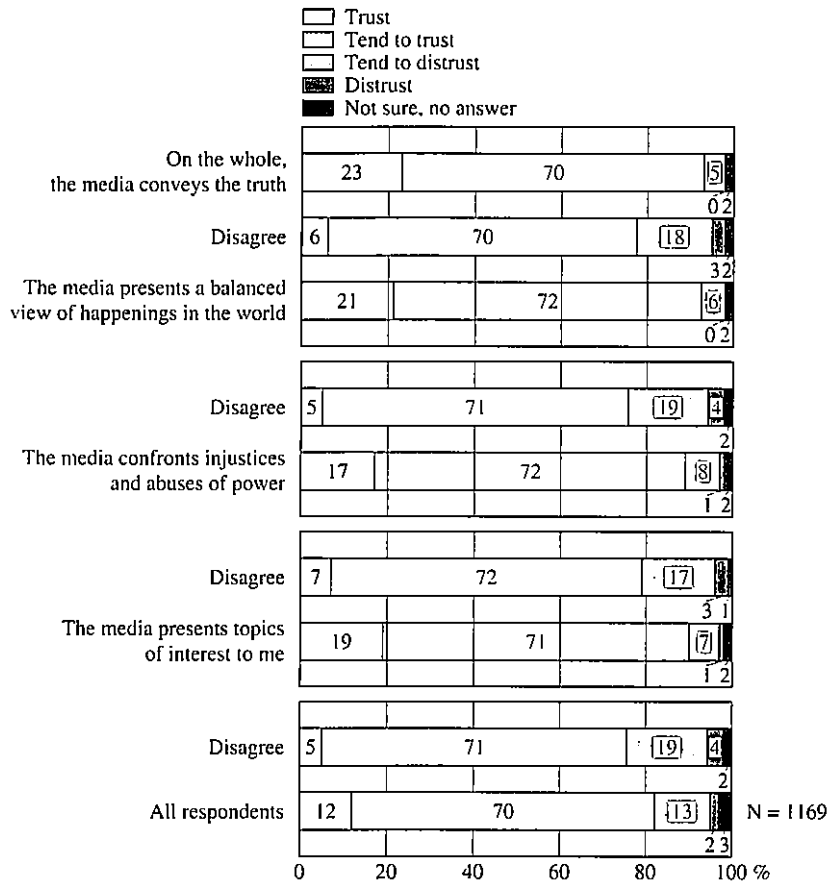 Trust
Tend to trust
Tend to distrust
Distrust
Not sure, no answer
On the whole,
the media conveys the truth
23 70 5
0 2
Disagree 6 70 18
3 2
The media presents a balanced
view of happenings in the world
21 72 6
0 2
Disagree 5 71 19 4
2
The media confronts injustices
and abuses of power
17 72 8
1 2
Disagree 7 72 17
3 1
The media presents topics
of interest to me
19 71 7
1 2
Disagree 5 71 19 4
2
All respondents 12 70 13 N = 1169
2 3
0 20 40 60 80 100 %